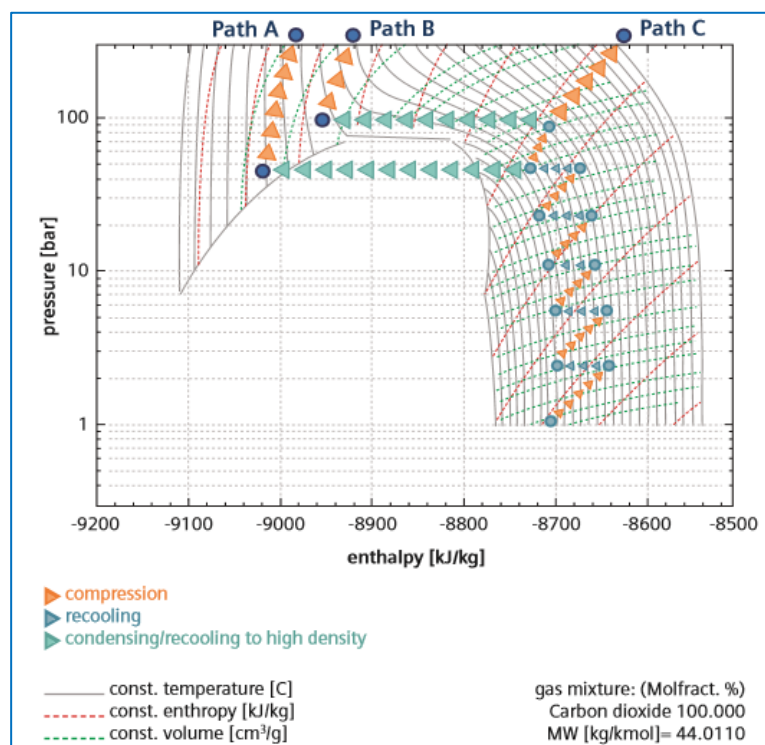 Path A Path B Path C
100
10
1
pressure [bar]
-9200 -9100 -9000 -8900 -8800 -8700 -8600 -8500
enthalpy [kJ/kg]
compression
recooling
condensing/recooling to high density
const. temperature [C] gas mixture: (Molfract. %)
const. enthropy [kJ/kg] Carbon dioxide 100.000
const. volume [cm³/g] MW [kg/kmol]= 44.0110